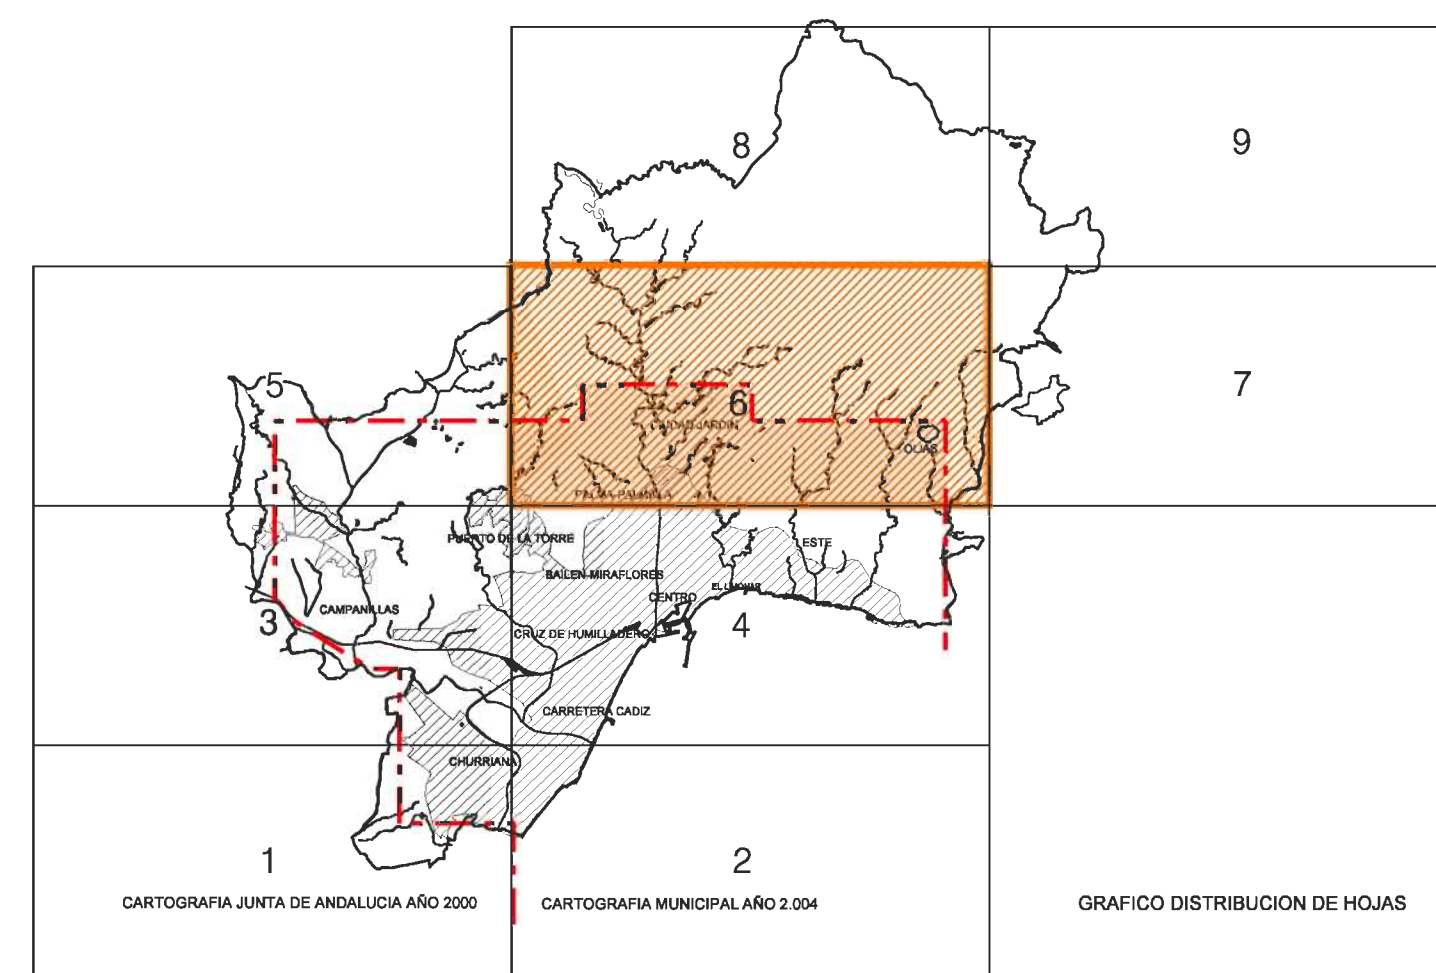 8
9
5
6
7
CIUDAD JARDIN
OLIAS
PALMA-PALMILLA
PUERTO DE LA TORRE
LESTE
BAILEN MIRAFLORES
EL LIMONAR
CENTRO
CAMPANILLAS
3
4
CRUZ DE HUMILLADERO
CARRETERA CADIZ
CHURRIANA
1
2
CARTOGRAFIA JUNTA DE ANDALUCIA AÑO 2000
CARTOGRAFIA MUNICIPAL AÑO 2.004
GRAFICO DISTRIBUCION DE HOJAS